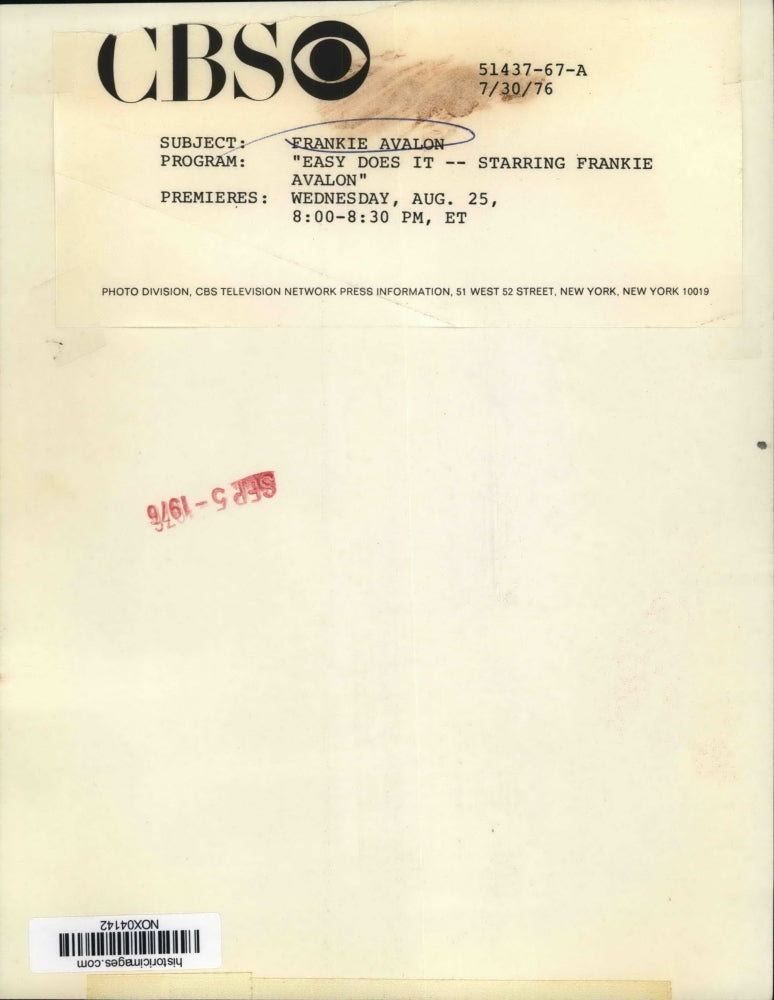 CBS
51437-67-A
7/30/76
SUBJECT: FRANKIE AVALON
PROGRAM: "EASY DOES IT -- STARRING FRANKIE
AVALON"
PREMIERES: WEDNESDAY, AUG. 25,
8:00-8:30 PM, ET
PHOTO DIVISION, CBS TELEVISION NETWORK PRESS INFORMATION, 51 WEST 52 STREET, NEW YORK, NEW YORK 10019
SEP 5 - 1976
NOX04142
historicimages.com